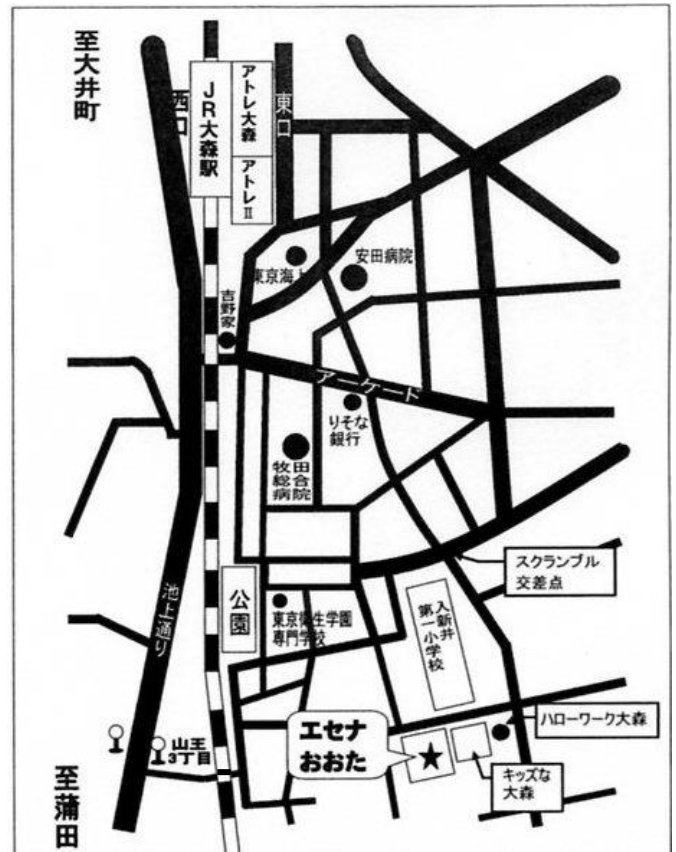 至大井町
西口
JR大森駅
アトレ大森
アトレⅡ
東口
東京海上
安田病院
吉野家
アーケード
りそな
銀行
牧田
総合
病院
スクランブル
交差点
公園
東京衛生学園
専門学校
入新井
第一小学校
池上通り
エセナ
おおた
ハローワーク大森
キッズな
大森
山王
3丁目
至蒲田